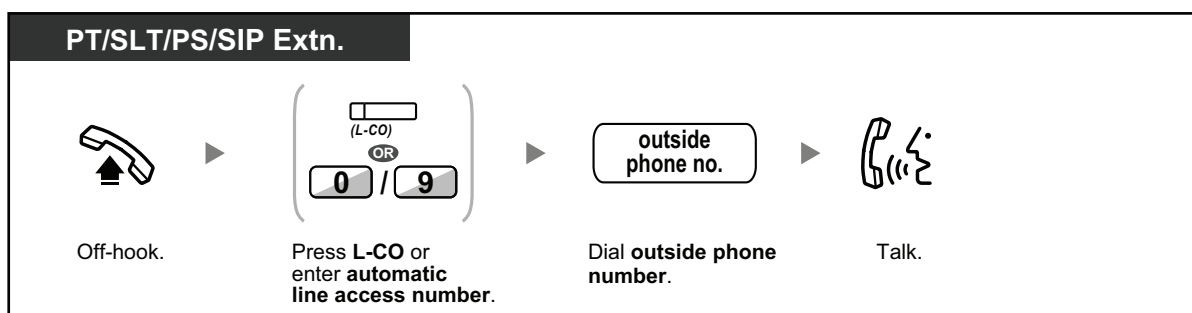 PT/SLT/PS/SIP Extn.
(L-CO)
OR
0 / 9
outside
phone no.
Off-hook.
Press L-CO or
enter automatic
line access number.
Dial outside phone
number.
Talk.